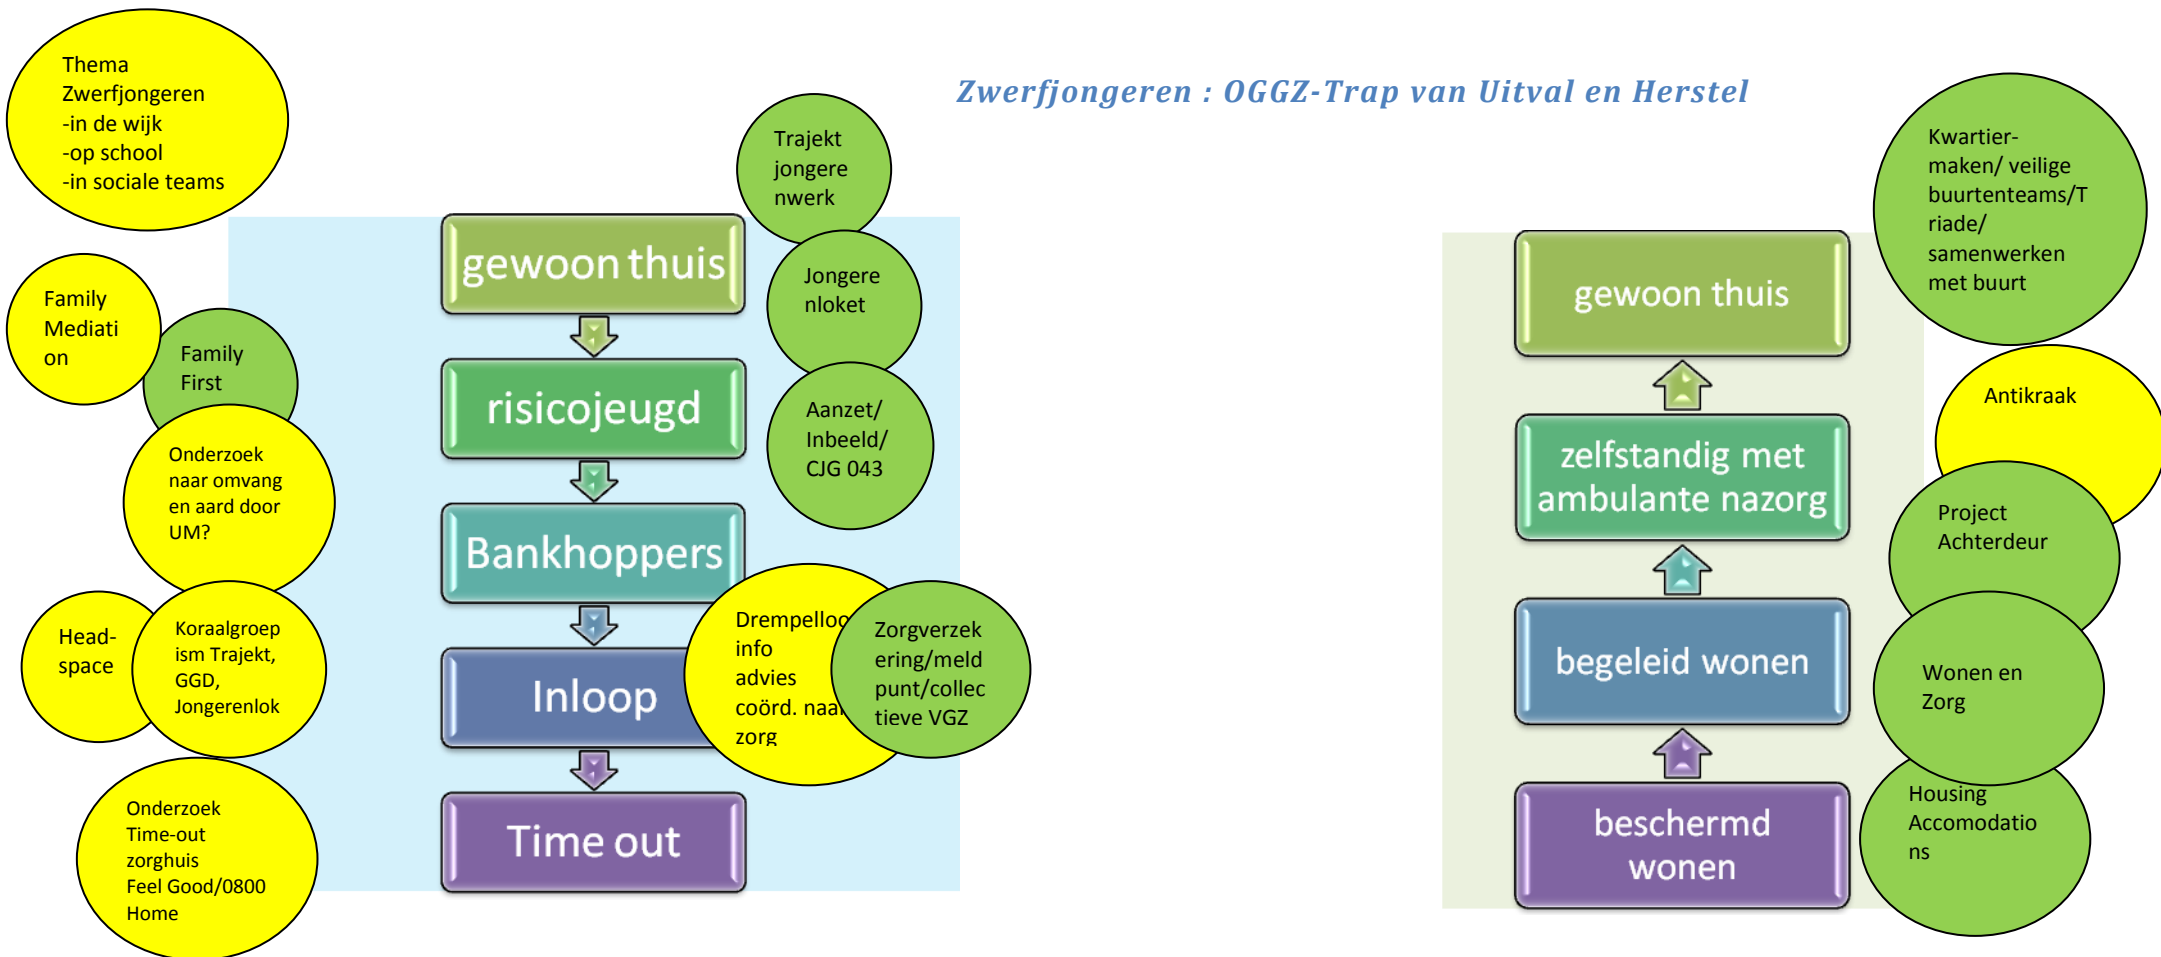 Zwerfjongeren : OGGZ-Trap van Uitval en Herstel
Thema
Zwerfjongeren
-in de wijk
-op school
-in sociale teams
Family
Mediati
on
Family
First
Onderzoek
naar omvang
en aard door
UM?
Head-
space
Koraalgroep
ism Trajekt,
GGD,
Jongerenlok
Onderzoek
Time-out
zorghuis
Feel Good/0800
Home
gewoon thuis
risicojeugd
Bankhoppers
Inloop
Time out
Trajekt
jongere
nwerk
Jongere
nloket
Aanzet/
Inbeeld/
CJG 043
Drempelloo
info
advies
coörd. naar
zorg
Zorgverzek
ering/meld
punt/collec
tieve VGZ
gewoon thuis
zelfstandig met
ambulante nazorg
begeleid wonen
beschermd
wonen
Kwartier-
maken/ veilige
buurtenteams/T
riade/
samenwerken
met buurt
Antikraak
Project
Achterdeur
Wonen en
Zorg
Housing
Accomodatio
ns